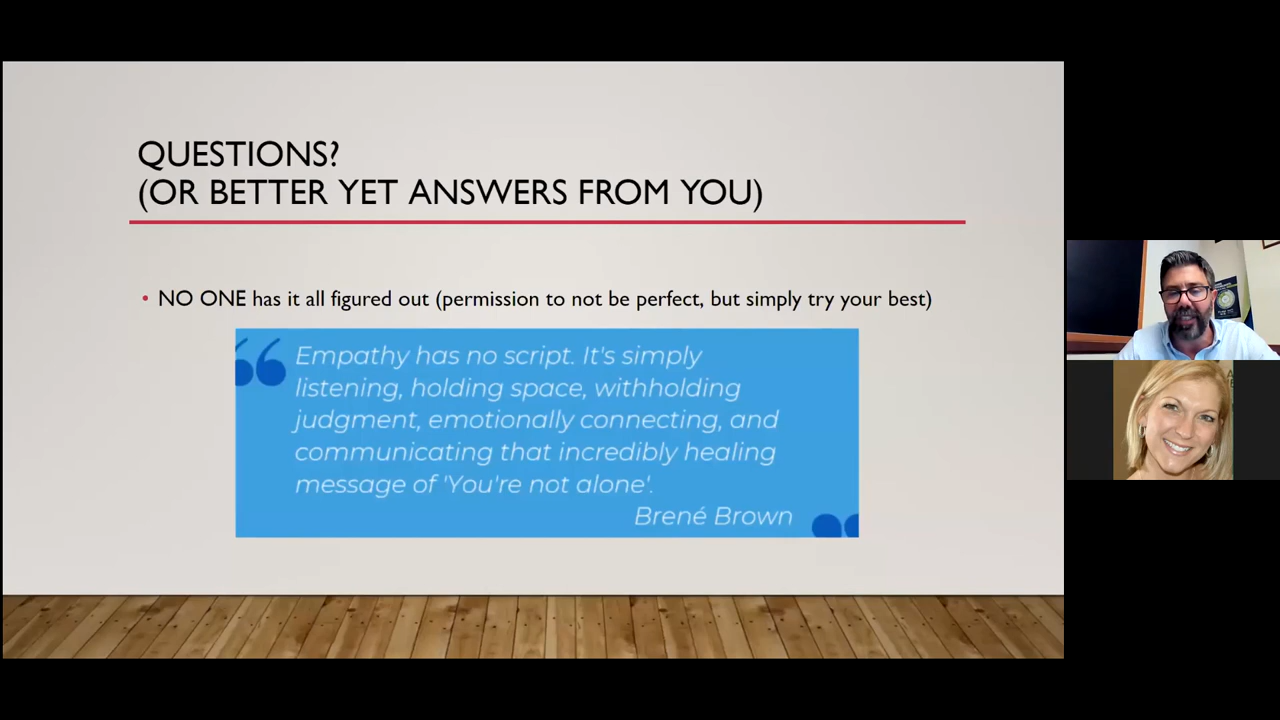 QUESTIONS?
(OR BETTER YET ANSWERS FROM YOU)
• NO ONE has it all figured out (permission to not be perfect, but simply try your best)
Empathy has no script. It's simply
listening, holding space, withholding
judgment, emotionally connecting, and
communicating that incredibly healing
message of 'You're not alone'.
Brené Brown